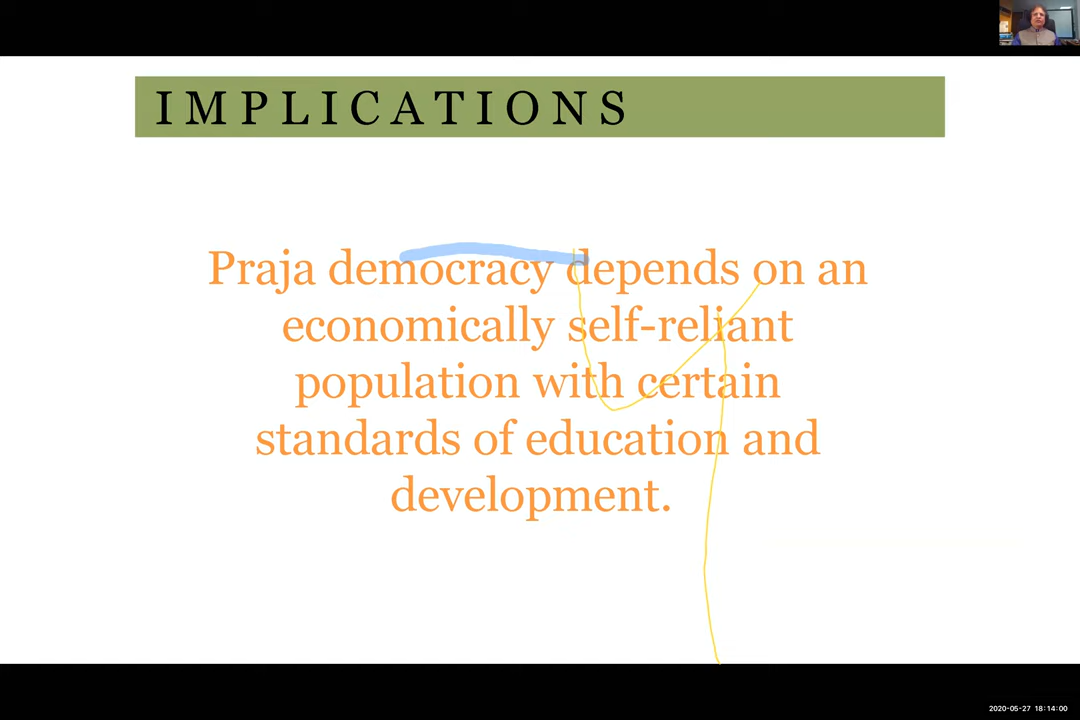 IMPLICATIONS
Praja democracy depends on an
economically self-reliant
population with certain
standards of education and
development.
2020-05-27 18:14:00